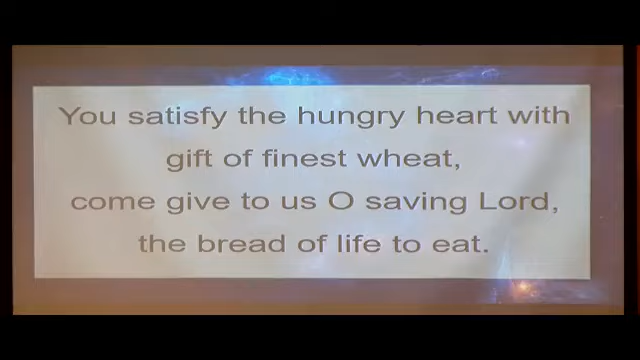 You satisfy the hungry heart with
gift of finest wheat,
come give to us O saving Lord,
the bread of life to eat.